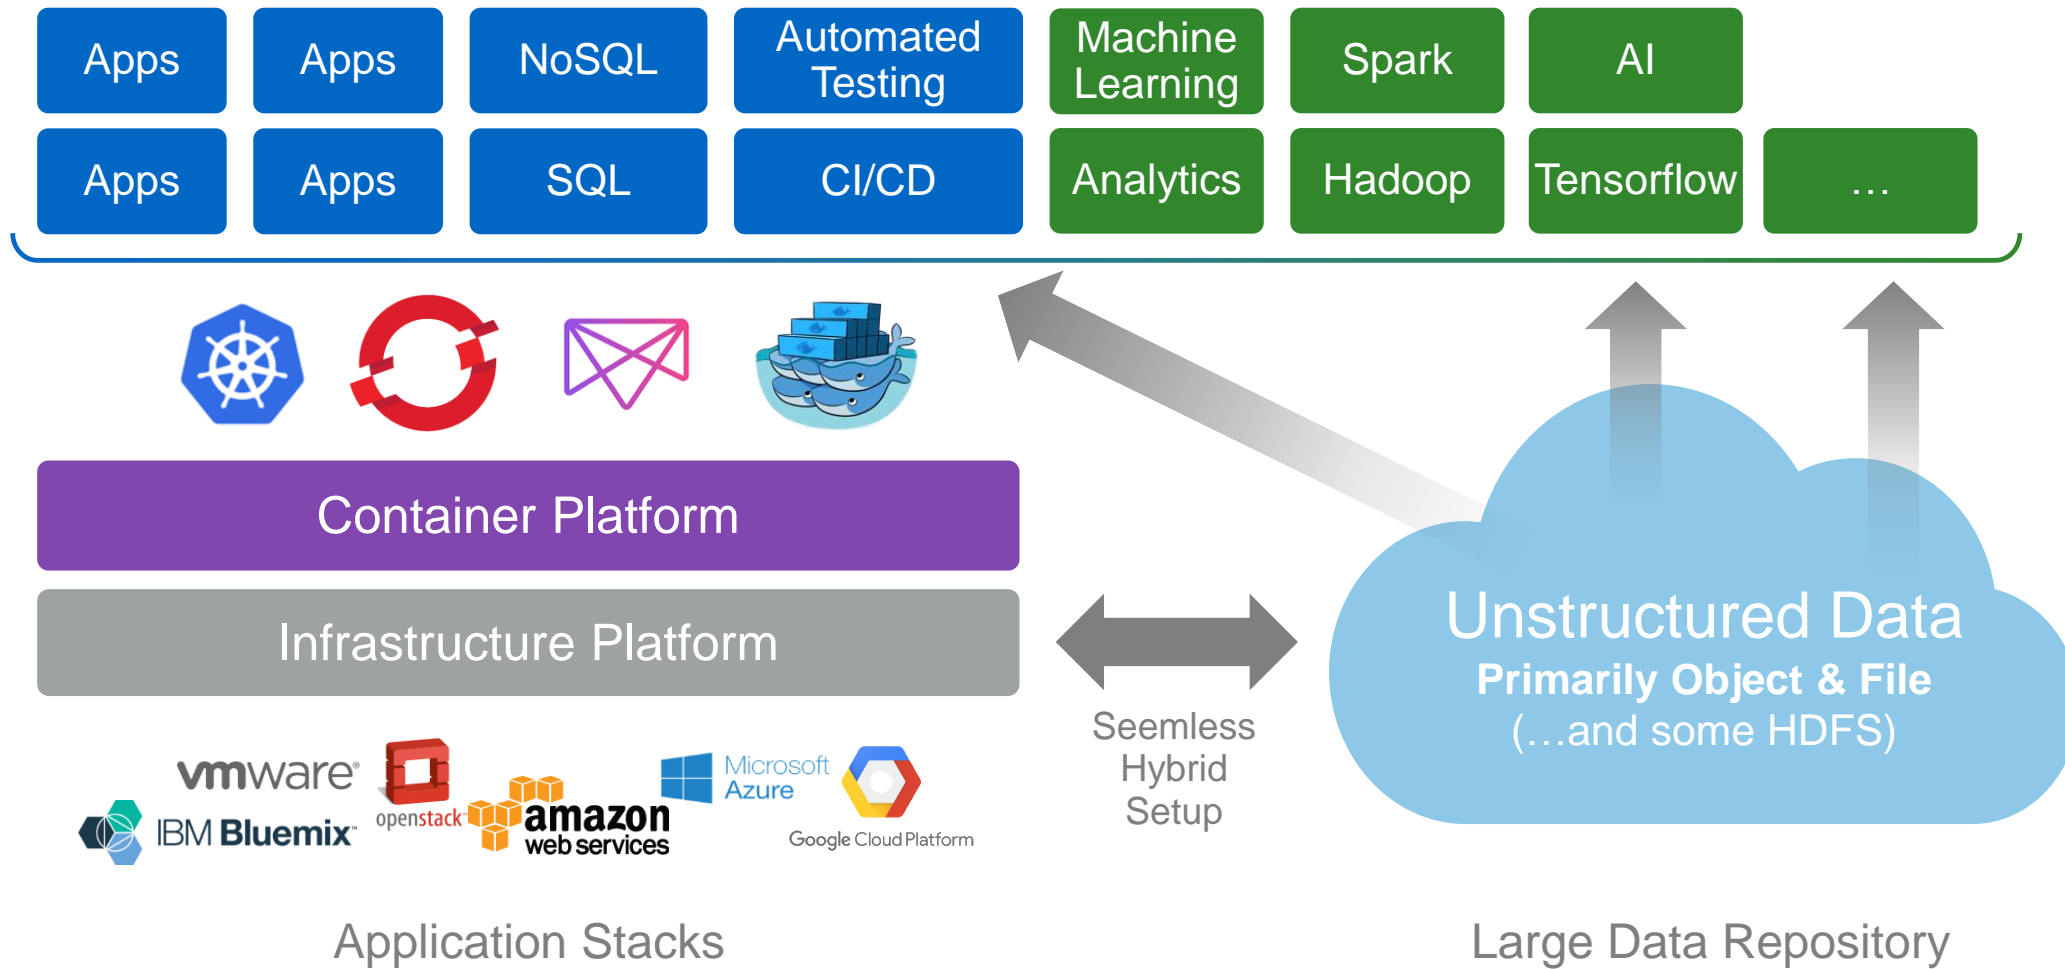 Apps
Apps
NoSQL
Automated
Testing
Machine
Learning
Spark
AI
Apps
Apps
SQL
CI/CD
Analytics
Hadoop
Tensorflow
…
Container Platform
Infrastructure Platform
Unstructured Data
Primarily Object & File
(…and some HDFS)
Seemless
Hybrid
Setup
vmware®
openstack™
Microsoft
Azure
IBM Bluemix™
amazon
web services
Google Cloud Platform
Application Stacks
Large Data Repository